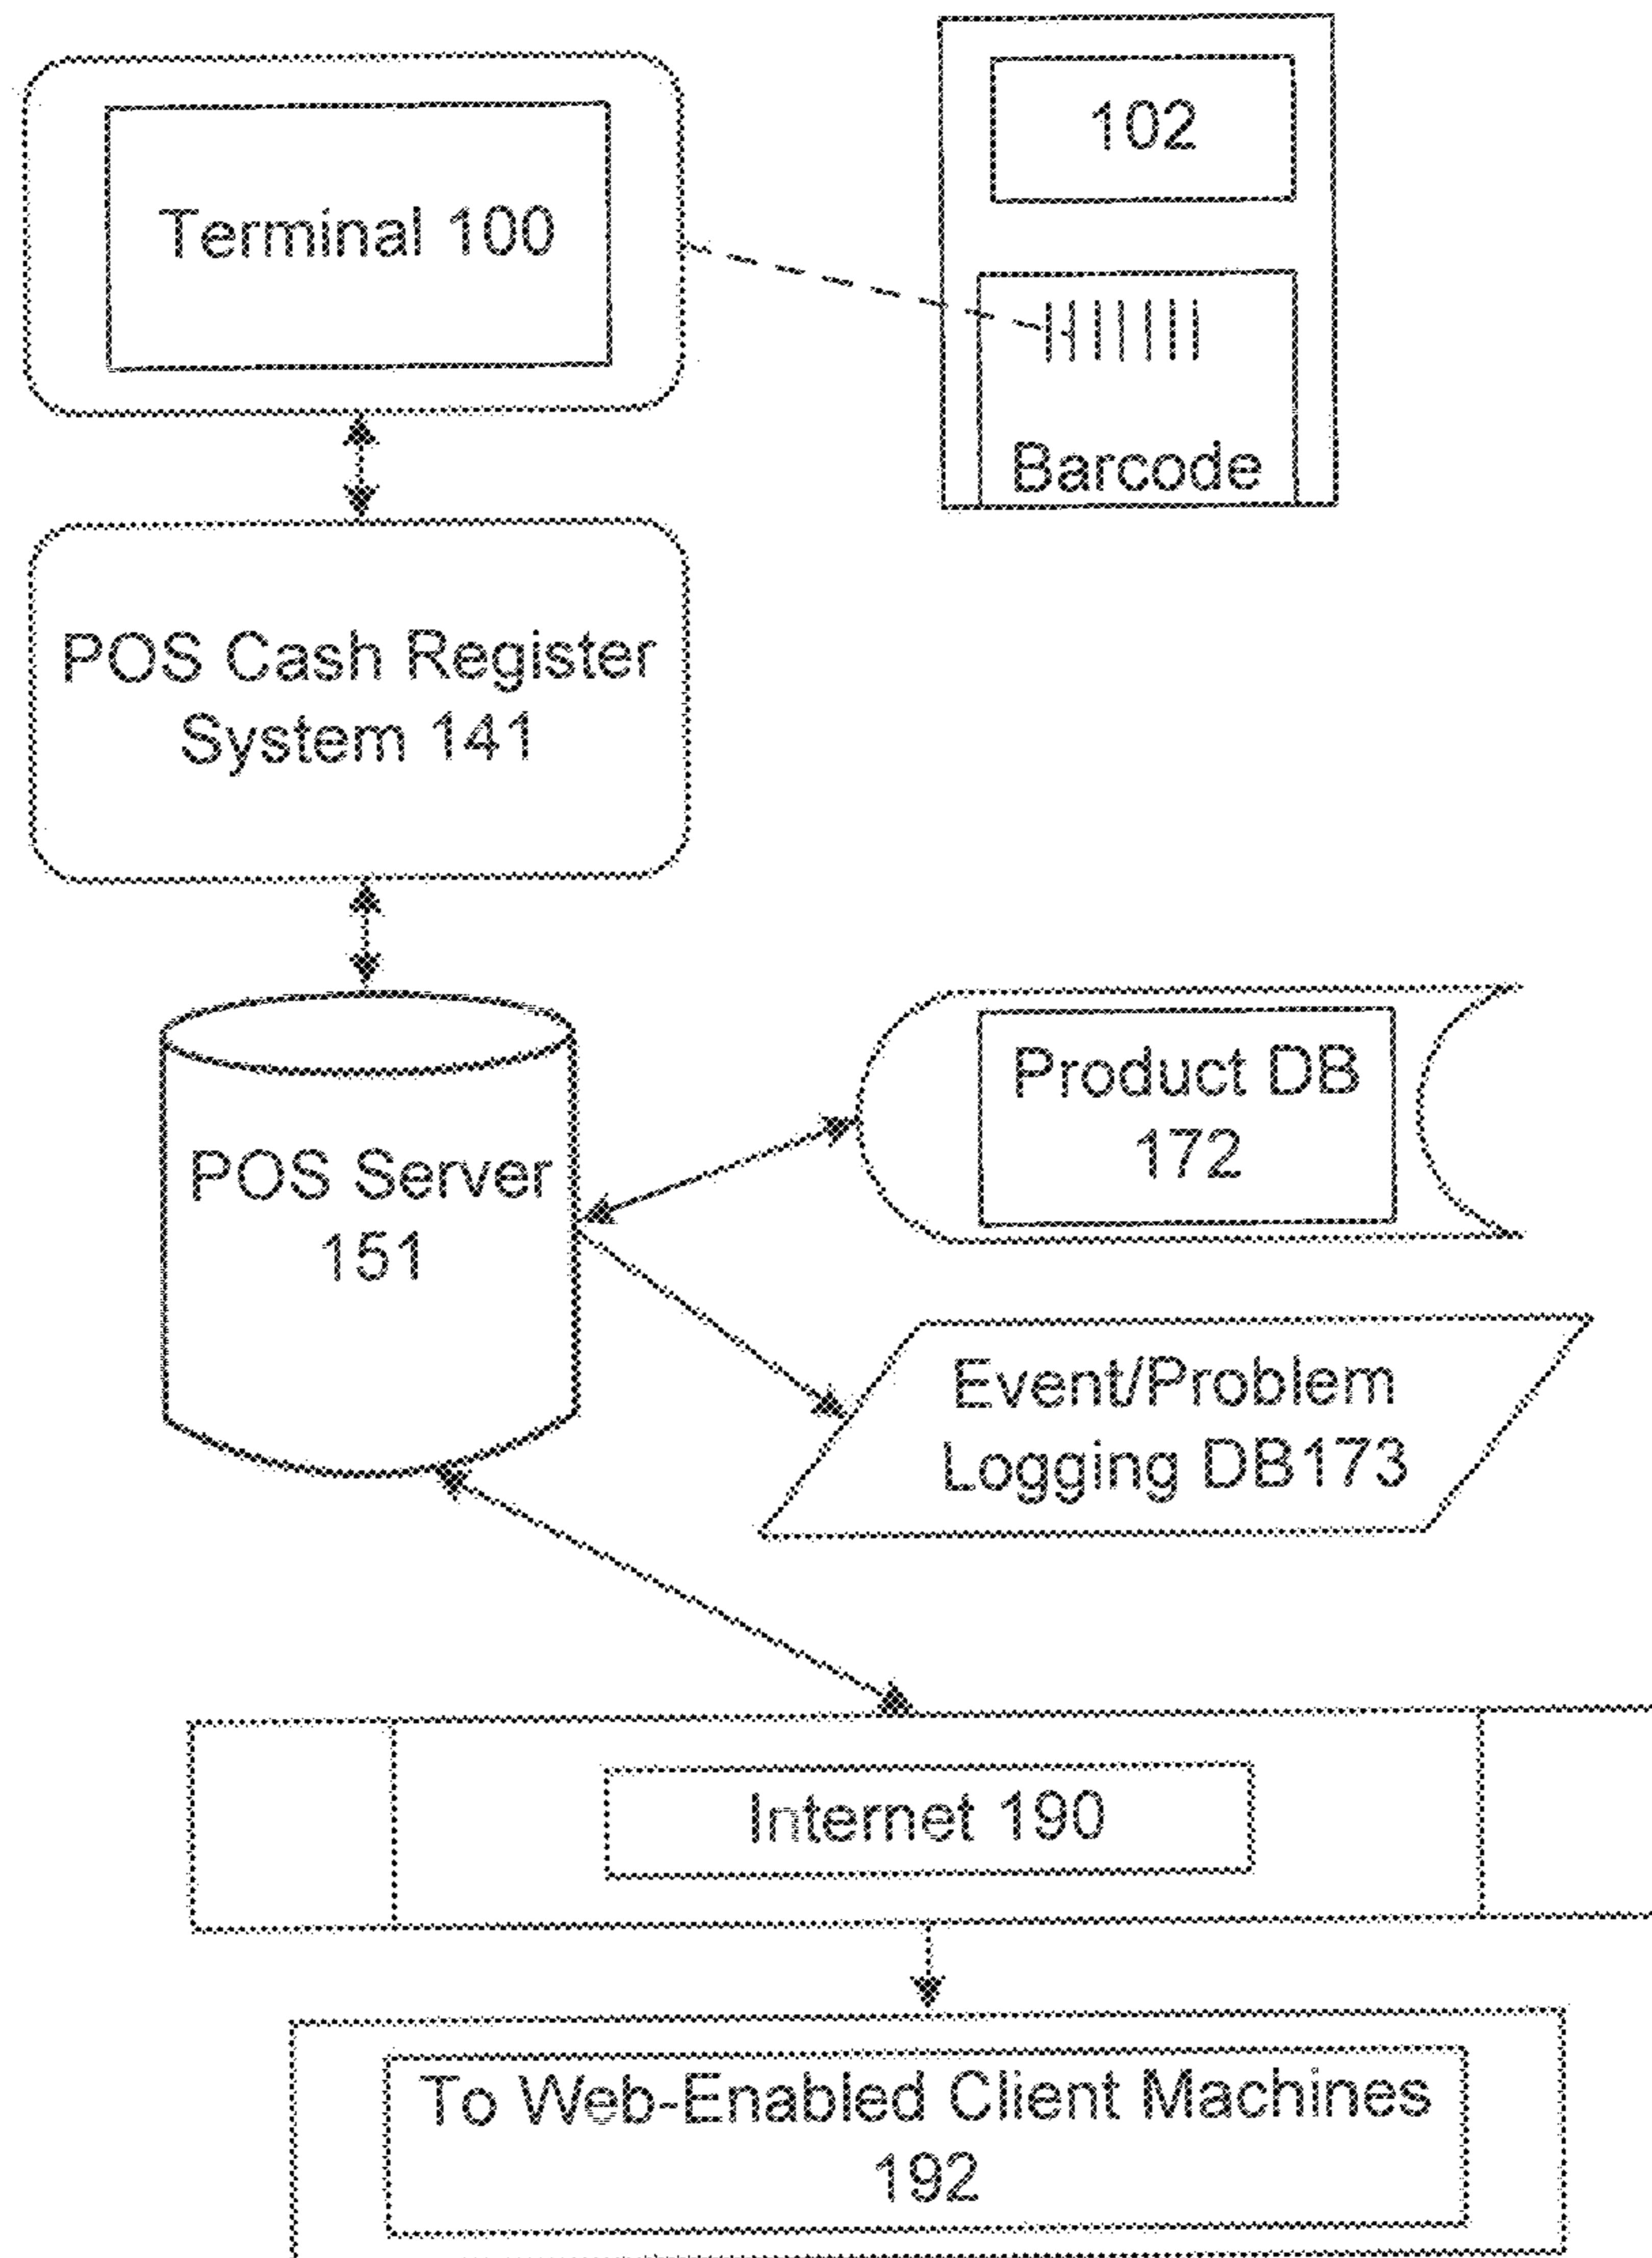 Terminal 100
102
Barcode
POS Cash Register
System 141
POS Server
151
Product DB
172
Event/Problem
Logging DB173
Internet 190
To Web-Enabled Client Machines
192